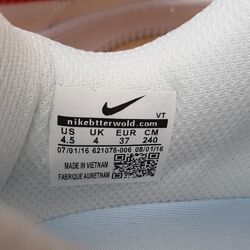 VT
nikebtterwold.com
US UK EUR CM
4.5 4 37 240
07/01/16 621078-006 08/01/16
MADE IN VIETNAM
FABRIQUE AUNETNAM